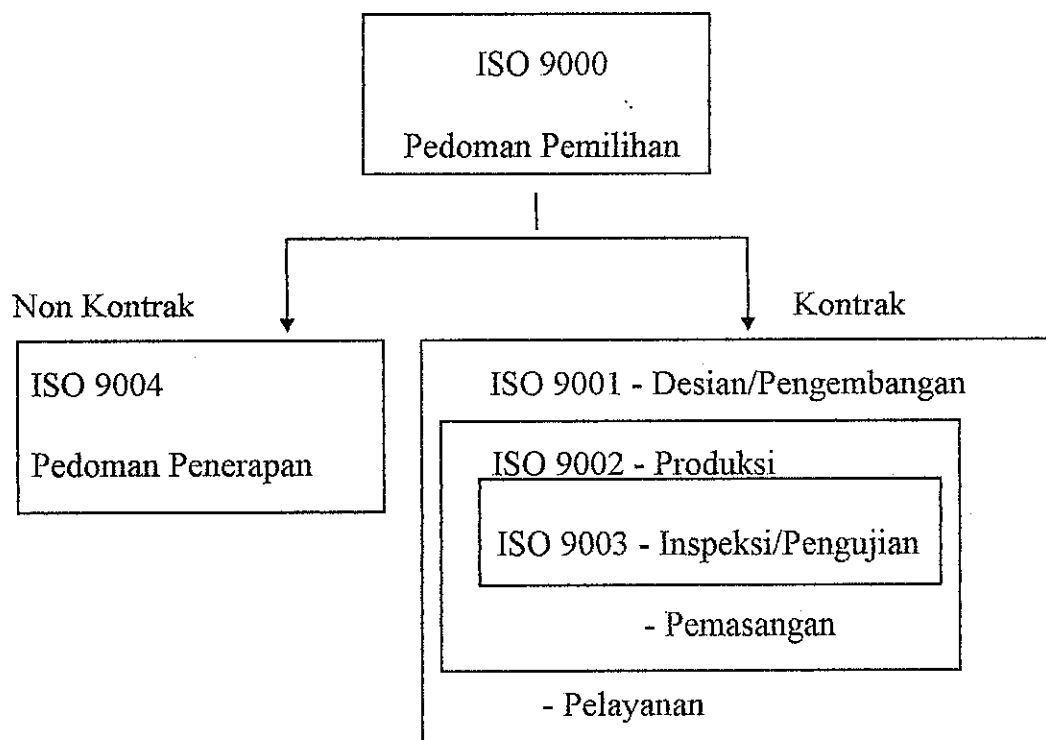 ISO 9000
Pedoman Pemilihan
Non Kontrak
Kontrak
ISO 9004
Pedoman Penerapan
ISO 9001 - Desian/Pengembangan
ISO 9002 - Produksi
ISO 9003 - Inspeksi/Pengujian
- Pemasangan
- Pelayanan